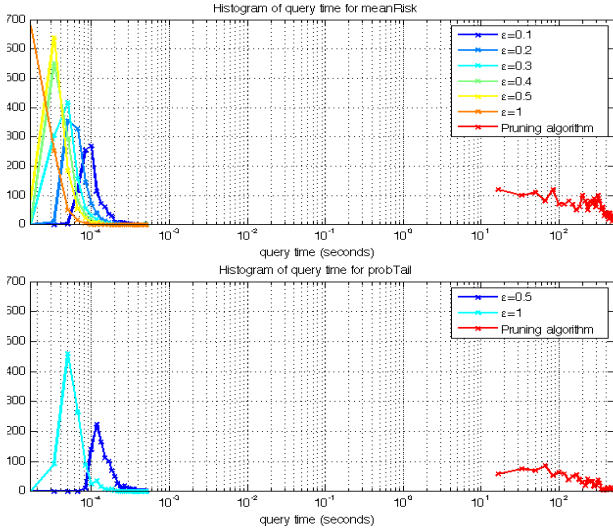 Histogram of query time for meanRisk
700
600
500
400
300
200
100
0
ε=0.1
ε=0.2
ε=0.3
ε=0.4
ε=0.5
ε=1
Pruning algorithm
10⁻⁴ 10⁻³ 10⁻² 10⁻¹ 10⁰ 10¹ 10²
query time (seconds)
Histogram of query time for probTail
700
600
500
400
300
200
100
0
ε=0.5
ε=1
Pruning algorithm
10⁻⁴ 10⁻³ 10⁻² 10⁻¹ 10⁰ 10¹ 10²
query time (seconds)